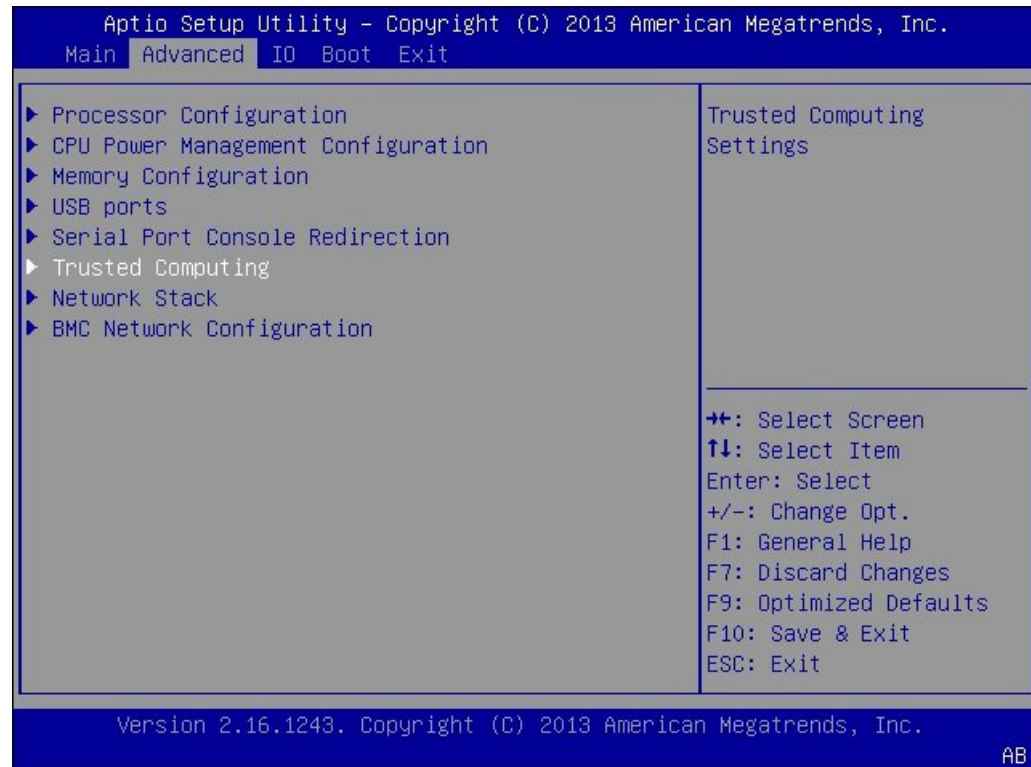 Aptio Setup Utility – Copyright (C) 2013 American Megatrends, Inc.
Main Advanced IO Boot Exit
▶ Processor Configuration
▶ CPU Power Management Configuration
▶ Memory Configuration
▶ USB ports
▶ Serial Port Console Redirection
▶ Trusted Computing
▶ Network Stack
▶ BMC Network Configuration
Trusted Computing
Settings
→←: Select Screen
↑↓: Select Item
Enter: Select
+/-: Change Opt.
F1: General Help
F7: Discard Changes
F9: Optimized Defaults
F10: Save & Exit
ESC: Exit
Version 2.16.1243. Copyright (C) 2013 American Megatrends, Inc.
AB